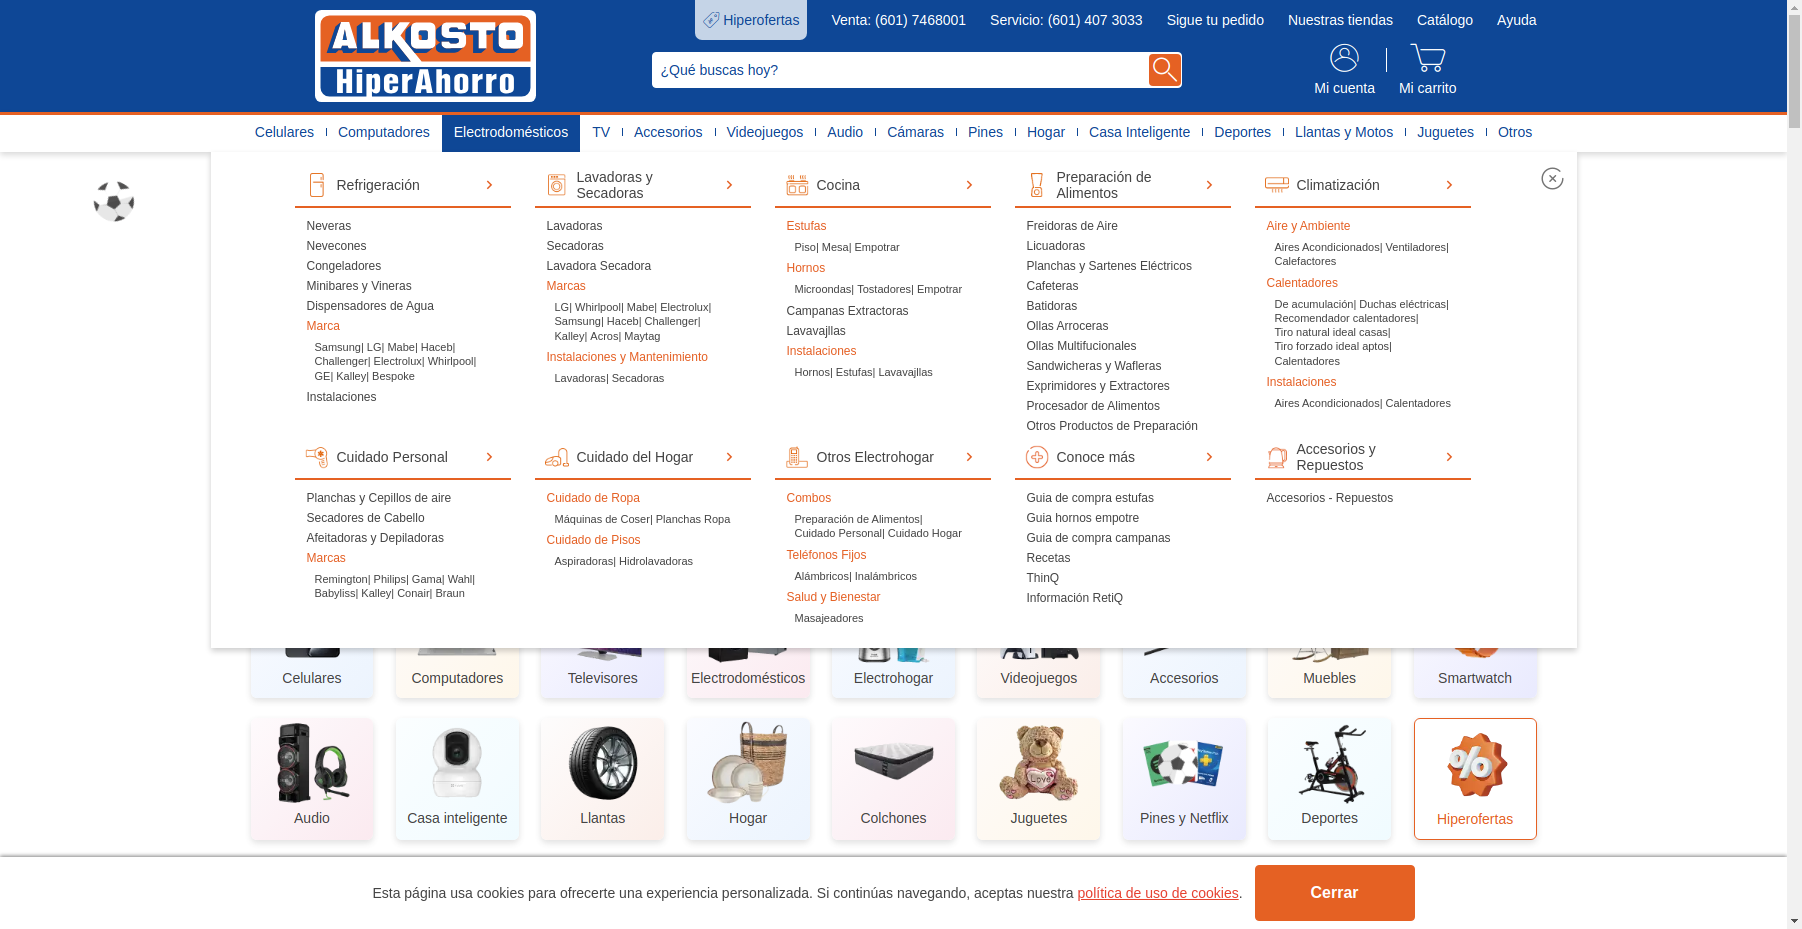 Hiperofertas
Venta: (601) 7468001
Servicio: (601) 407 3033
Sigue tu pedido
Nuestras tiendas
Catálogo
Ayuda
ALKOSTO
HiperAhorro
¿Qué buscas hoy?
Mi cuenta
Mi carrito
Celulares
Computadores
Electrodomésticos
TV
Accesorios
Videojuegos
Audio
Cámaras
Pines
Hogar
Casa Inteligente
Deportes
Llantas y Motos
Juguetes
Otros
Refrigeración
Neveras
Nevecones
Congeladores
Minibares y Vineras
Dispensadores de Agua
Marca
Samsung| LG| Mabe| Haceb|
Challenger| Electrolux| Whirlpool|
GE| Kalley| Bespoke
Instalaciones
Lavadoras y
Secadoras
Lavadoras
Secadoras
Lavadora Secadora
Marcas
LG| Whirlpool| Mabe| Electrolux|
Samsung| Haceb| Challenger|
Kalley| Acros| Maytag
Instalaciones y Mantenimiento
Lavadoras| Secadoras
Cocina
Estufas
Piso| Mesa| Empotrar
Hornos
Microondas| Tostadores| Empotrar
Campanas Extractoras
Lavavajllas
Instalaciones
Hornos| Estufas| Lavavajllas
Preparación de
Alimentos
Freidoras de Aire
Licuadoras
Planchas y Sartenes Eléctricos
Cafeteras
Batidoras
Ollas Arroceras
Ollas Multifucionales
Sandwicheras y Wafleras
Exprimidores y Extractores
Procesador de Alimentos
Otros Productos de Preparación
Climatización
Aire y Ambiente
Aires Acondicionados| Ventiladores|
Calefactores
Calentadores
De acumulación| Duchas eléctricas|
Recomendador calentadores|
Tiro natural ideal casas|
Tiro forzado ideal aptos|
Calentadores
Instalaciones
Aires Acondicionados| Calentadores
Cuidado Personal
Planchas y Cepillos de aire
Secadores de Cabello
Afeitadoras y Depiladoras
Marcas
Remington| Philips| Gama| Wahl|
Babyliss| Kalley| Conair| Braun
Cuidado del Hogar
Cuidado de Ropa
Máquinas de Coser| Planchas Ropa
Cuidado de Pisos
Aspiradoras| Hidrolavadoras
Otros Electrohogar
Combos
Preparación de Alimentos|
Cuidado Personal| Cuidado Hogar
Teléfonos Fijos
Alámbricos| Inalámbricos
Salud y Bienestar
Masajeadores
Conoce más
Guia de compra estufas
Guia hornos empotre
Guia de compra campanas
Recetas
ThinQ
Información RetiQ
Accesorios y
Repuestos
Accesorios - Repuestos
Celulares
Computadores
Televisores
Electrodomésticos
Electrohogar
Videojuegos
Accesorios
Muebles
Smartwatch
Audio
Casa inteligente
Llantas
Hogar
Colchones
Love
Juguetes
Pines y Netflix
Deportes
%
Hiperofertas
Esta página usa cookies para ofrecerte una experiencia personalizada. Si continúas navegando, aceptas nuestra política de uso de cookies.
Cerrar